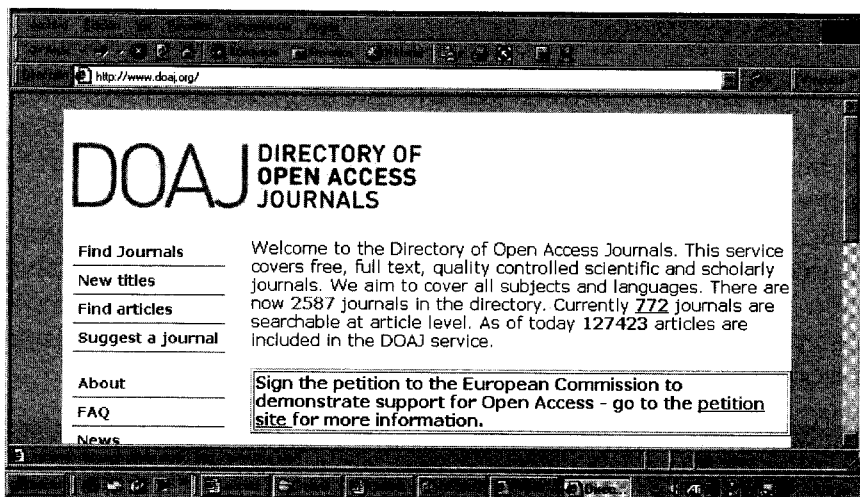 http://www.doaj.org/
DOAJ
DIRECTORY OF
OPEN ACCESS
JOURNALS
Find Journals
New titles
Find articles
Suggest a journal
About
FAQ
News
Welcome to the Directory of Open Access Journals. This service
covers free, full text, quality controlled scientific and scholarly
journals. We aim to cover all subjects and languages. There are
now 2587 journals in the directory. Currently 772 journals are
searchable at article level. As of today 127423 articles are
included in the DOAJ service.
Sign the petition to the European Commission to
demonstrate support for Open Access - go to the petition
site for more information.